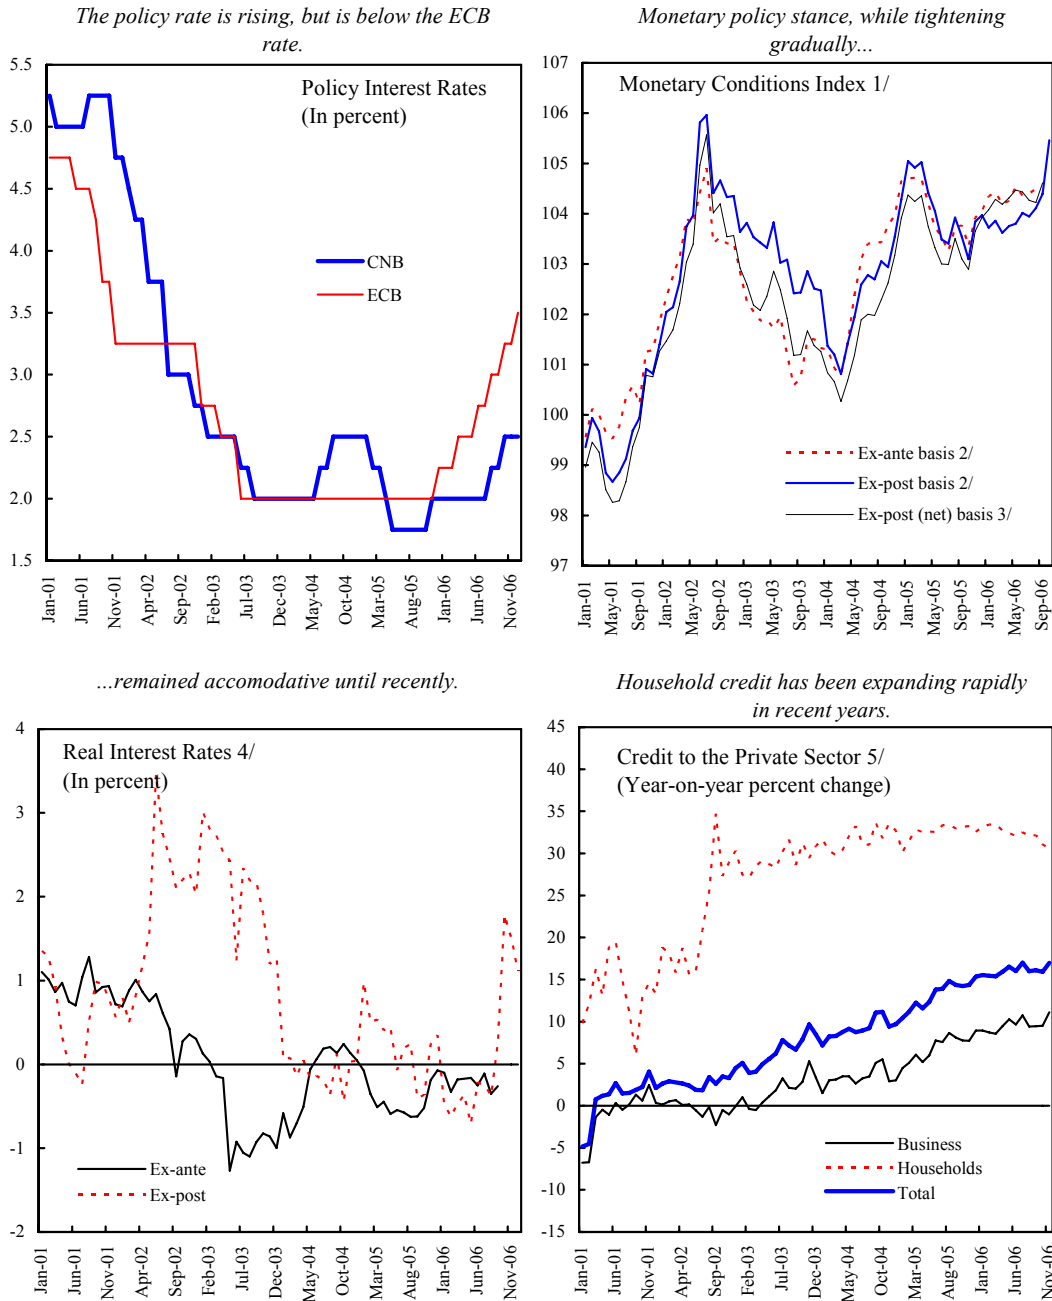 The policy rate is rising, but is below the ECB
rate.
5.5
5.0
4.5
4.0
3.5
3.0
2.5
2.0
1.5
Policy Interest Rates
(In percent)
CNB
ECB
Jan-01
Jun-01
Nov-01
Apr-02
Sep-02
Feb-03
Jul-03
Dec-03
May-04
Oct-04
Mar-05
Aug-05
Jan-06
Jun-06
Nov-06
Monetary policy stance, while tightening
gradually...
107
106
105
104
103
102
101
100
99
98
97
Monetary Conditions Index 1/
Ex-ante basis 2/
Ex-post basis 2/
Ex-post (net) basis 3/
Jan-01
May-01
Sep-01
Jan-02
May-02
Sep-02
Jan-03
May-03
Sep-03
Jan-04
May-04
Sep-04
Jan-05
May-05
Sep-05
Jan-06
May-06
Sep-06
...remained accomodative until recently.
4
3
2
1
0
-1
-2
Real Interest Rates 4/
(In percent)
Ex-ante
Ex-post
Jan-01
Jun-01
Nov-01
Apr-02
Sep-02
Feb-03
Jul-03
Dec-03
May-04
Oct-04
Mar-05
Aug-05
Jan-06
Jun-06
Nov-06
Household credit has been expanding rapidly
in recent years.
45
40
35
30
25
20
15
10
5
0
-5
-10
-15
Credit to the Private Sector 5/
(Year-on-year percent change)
Business
Households
Total
Jan-01
Jun-01
Nov-01
Apr-02
Sep-02
Feb-03
Jul-03
Dec-03
May-04
Oct-04
Mar-05
Aug-05
Jan-06
Jun-06
Nov-06